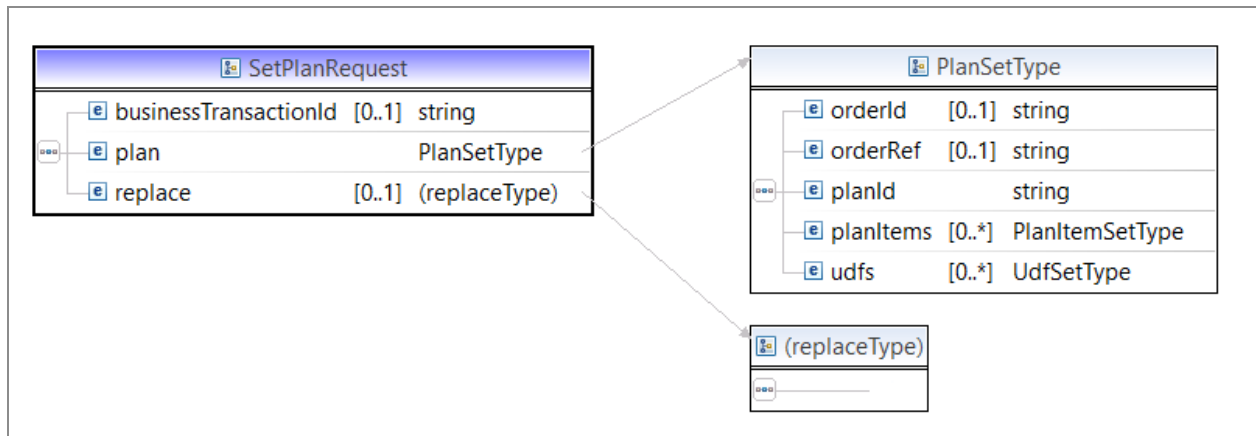 SetPlanRequest
businessTransactionId [0..1] string
plan PlanSetType
replace [0..1] (replaceType)
PlanSetType
orderId [0..1] string
orderRef [0..1] string
planId string
planItems [0..*] PlanItemSetType
udfs [0..*] UdfSetType
(replaceType)